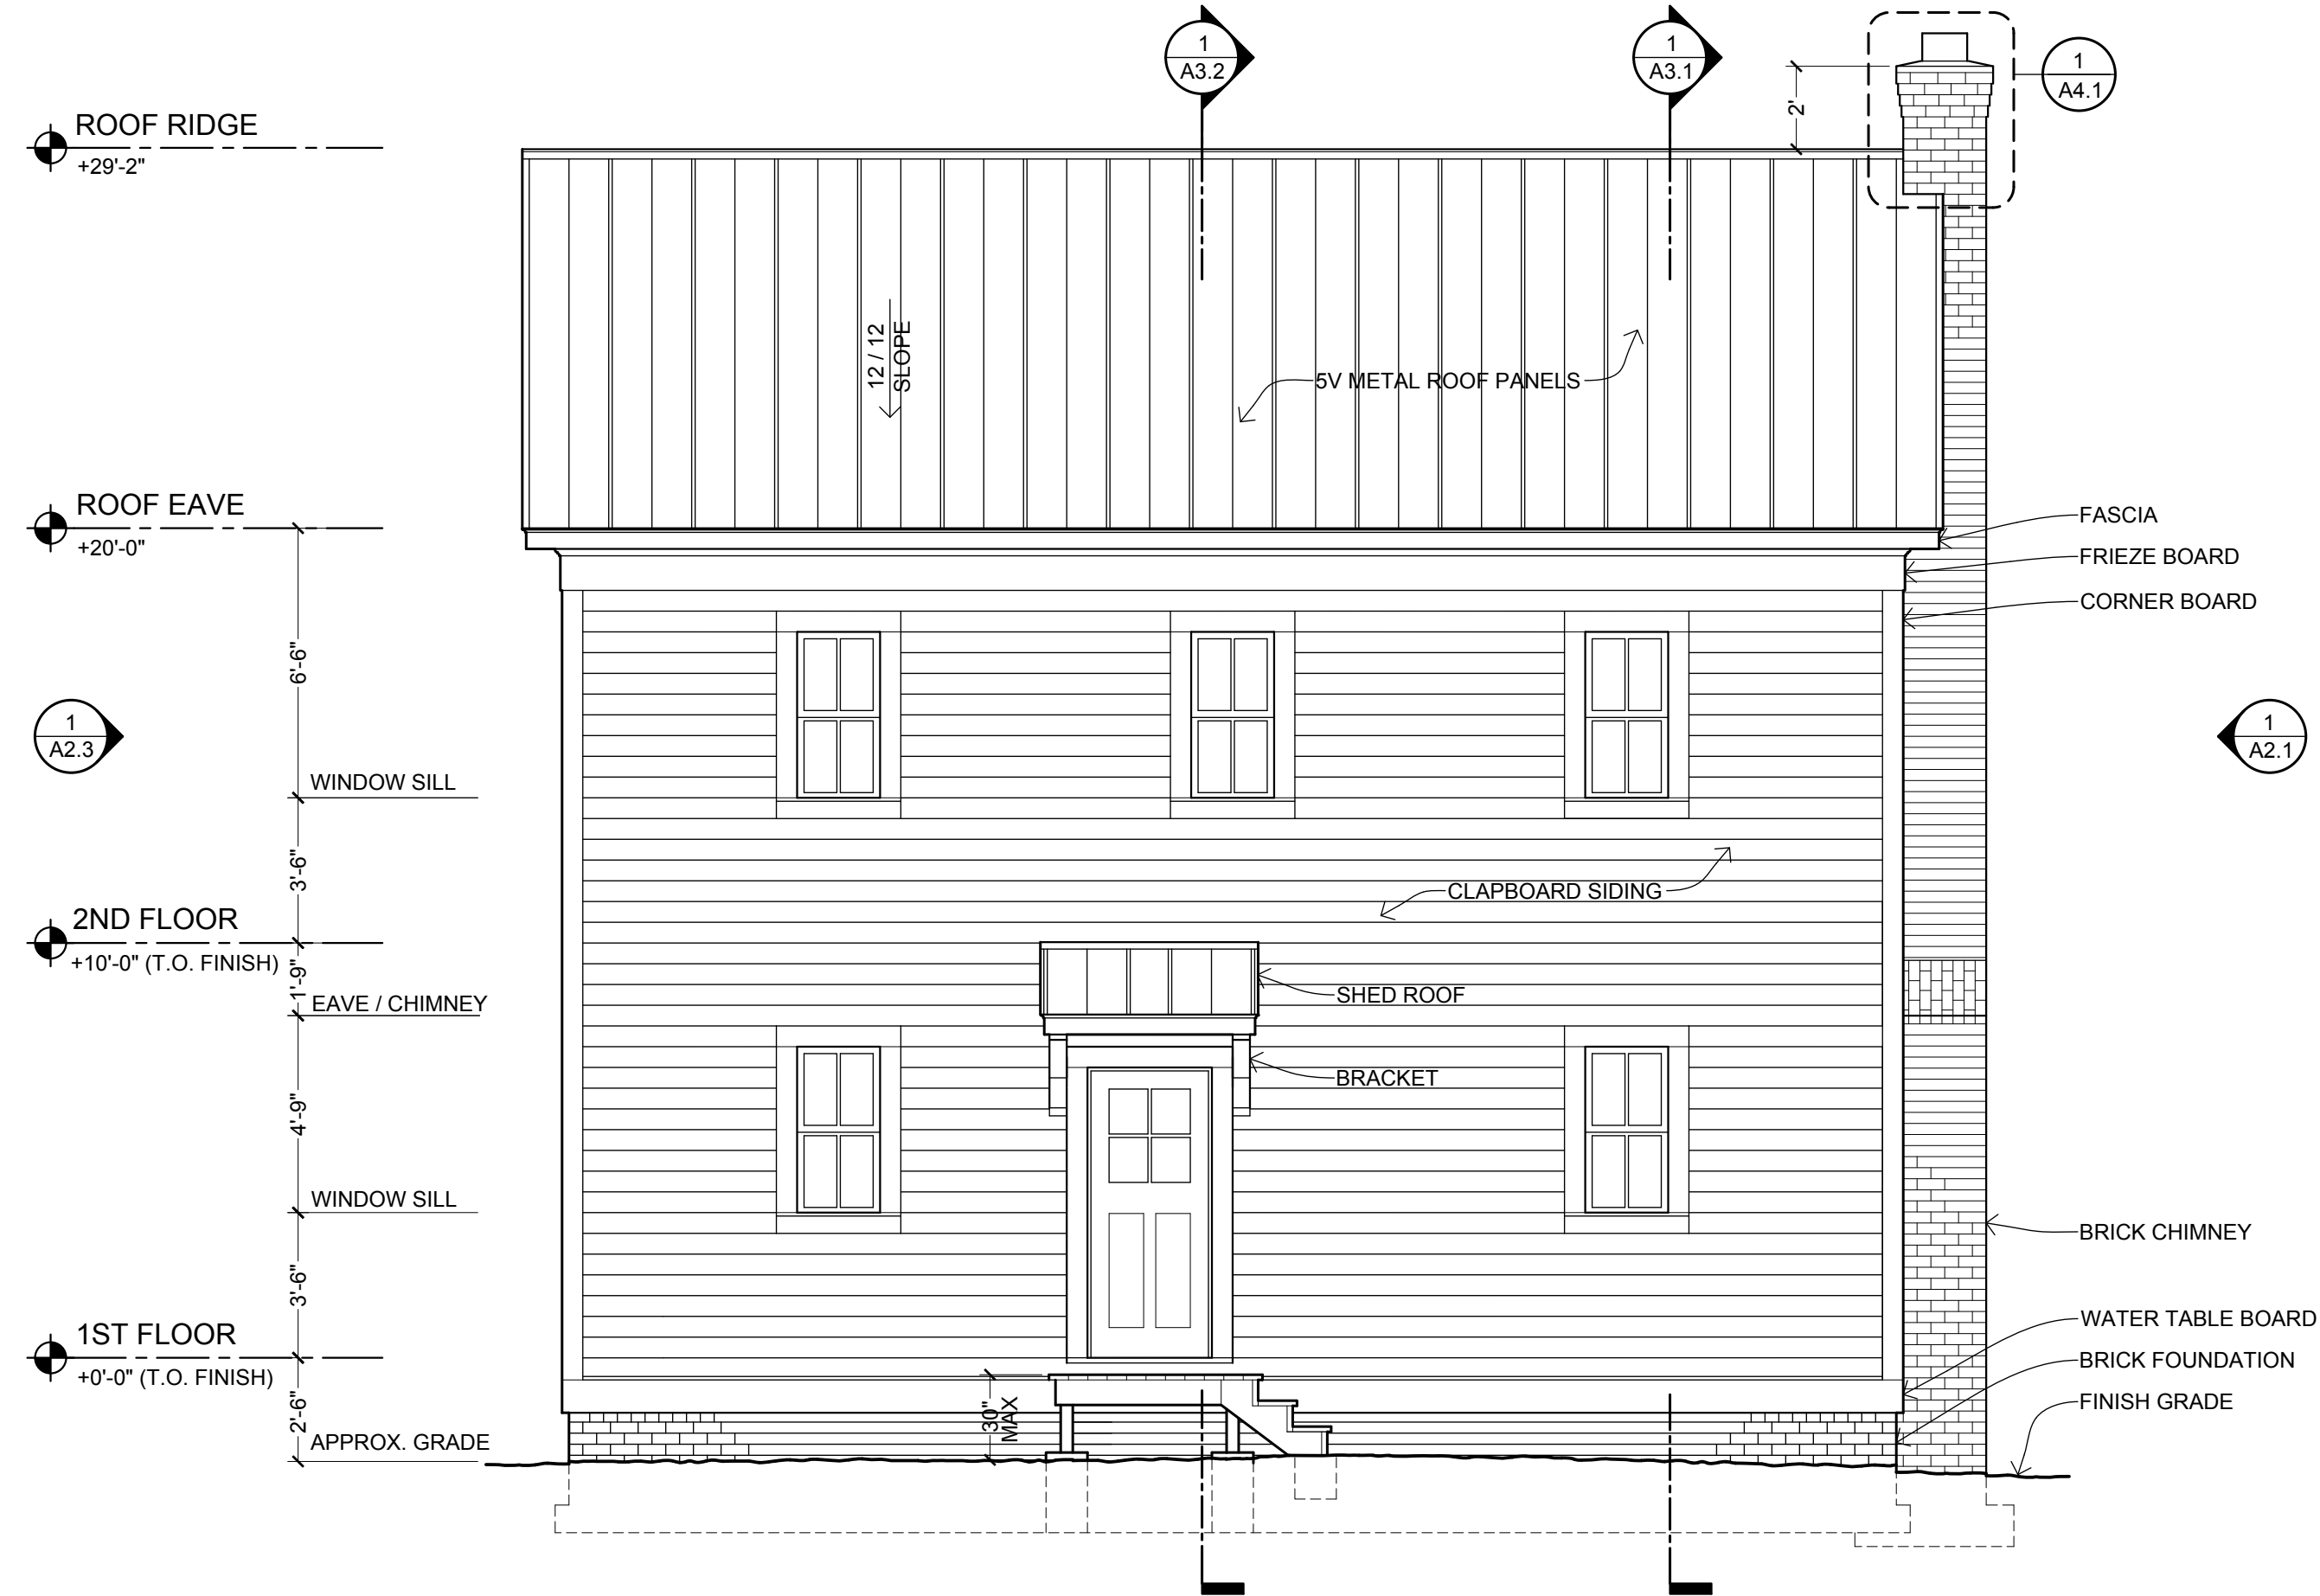 1
A3.2
1
A3.1
1
A4.1
2'
ROOF RIDGE
+29'-2"
12 / 12
SLOPE
5V METAL ROOF PANELS
ROOF EAVE
+20'-0"
FASCIA
FRIEZE BOARD
CORNER BOARD
6'-6"
1
A2.3
1
A2.1
WINDOW SILL
3'-6"
CLAPBOARD SIDING
2ND FLOOR
+10'-0" (T.O. FINISH)
1'-9"
EAVE / CHIMNEY
SHED ROOF
BRACKET
4'-9"
WINDOW SILL
BRICK CHIMNEY
3'-6"
1ST FLOOR
+0'-0" (T.O. FINISH)
WATER TABLE BOARD
BRICK FOUNDATION
FINISH GRADE
2'-6"
30"
MAX
APPROX. GRADE